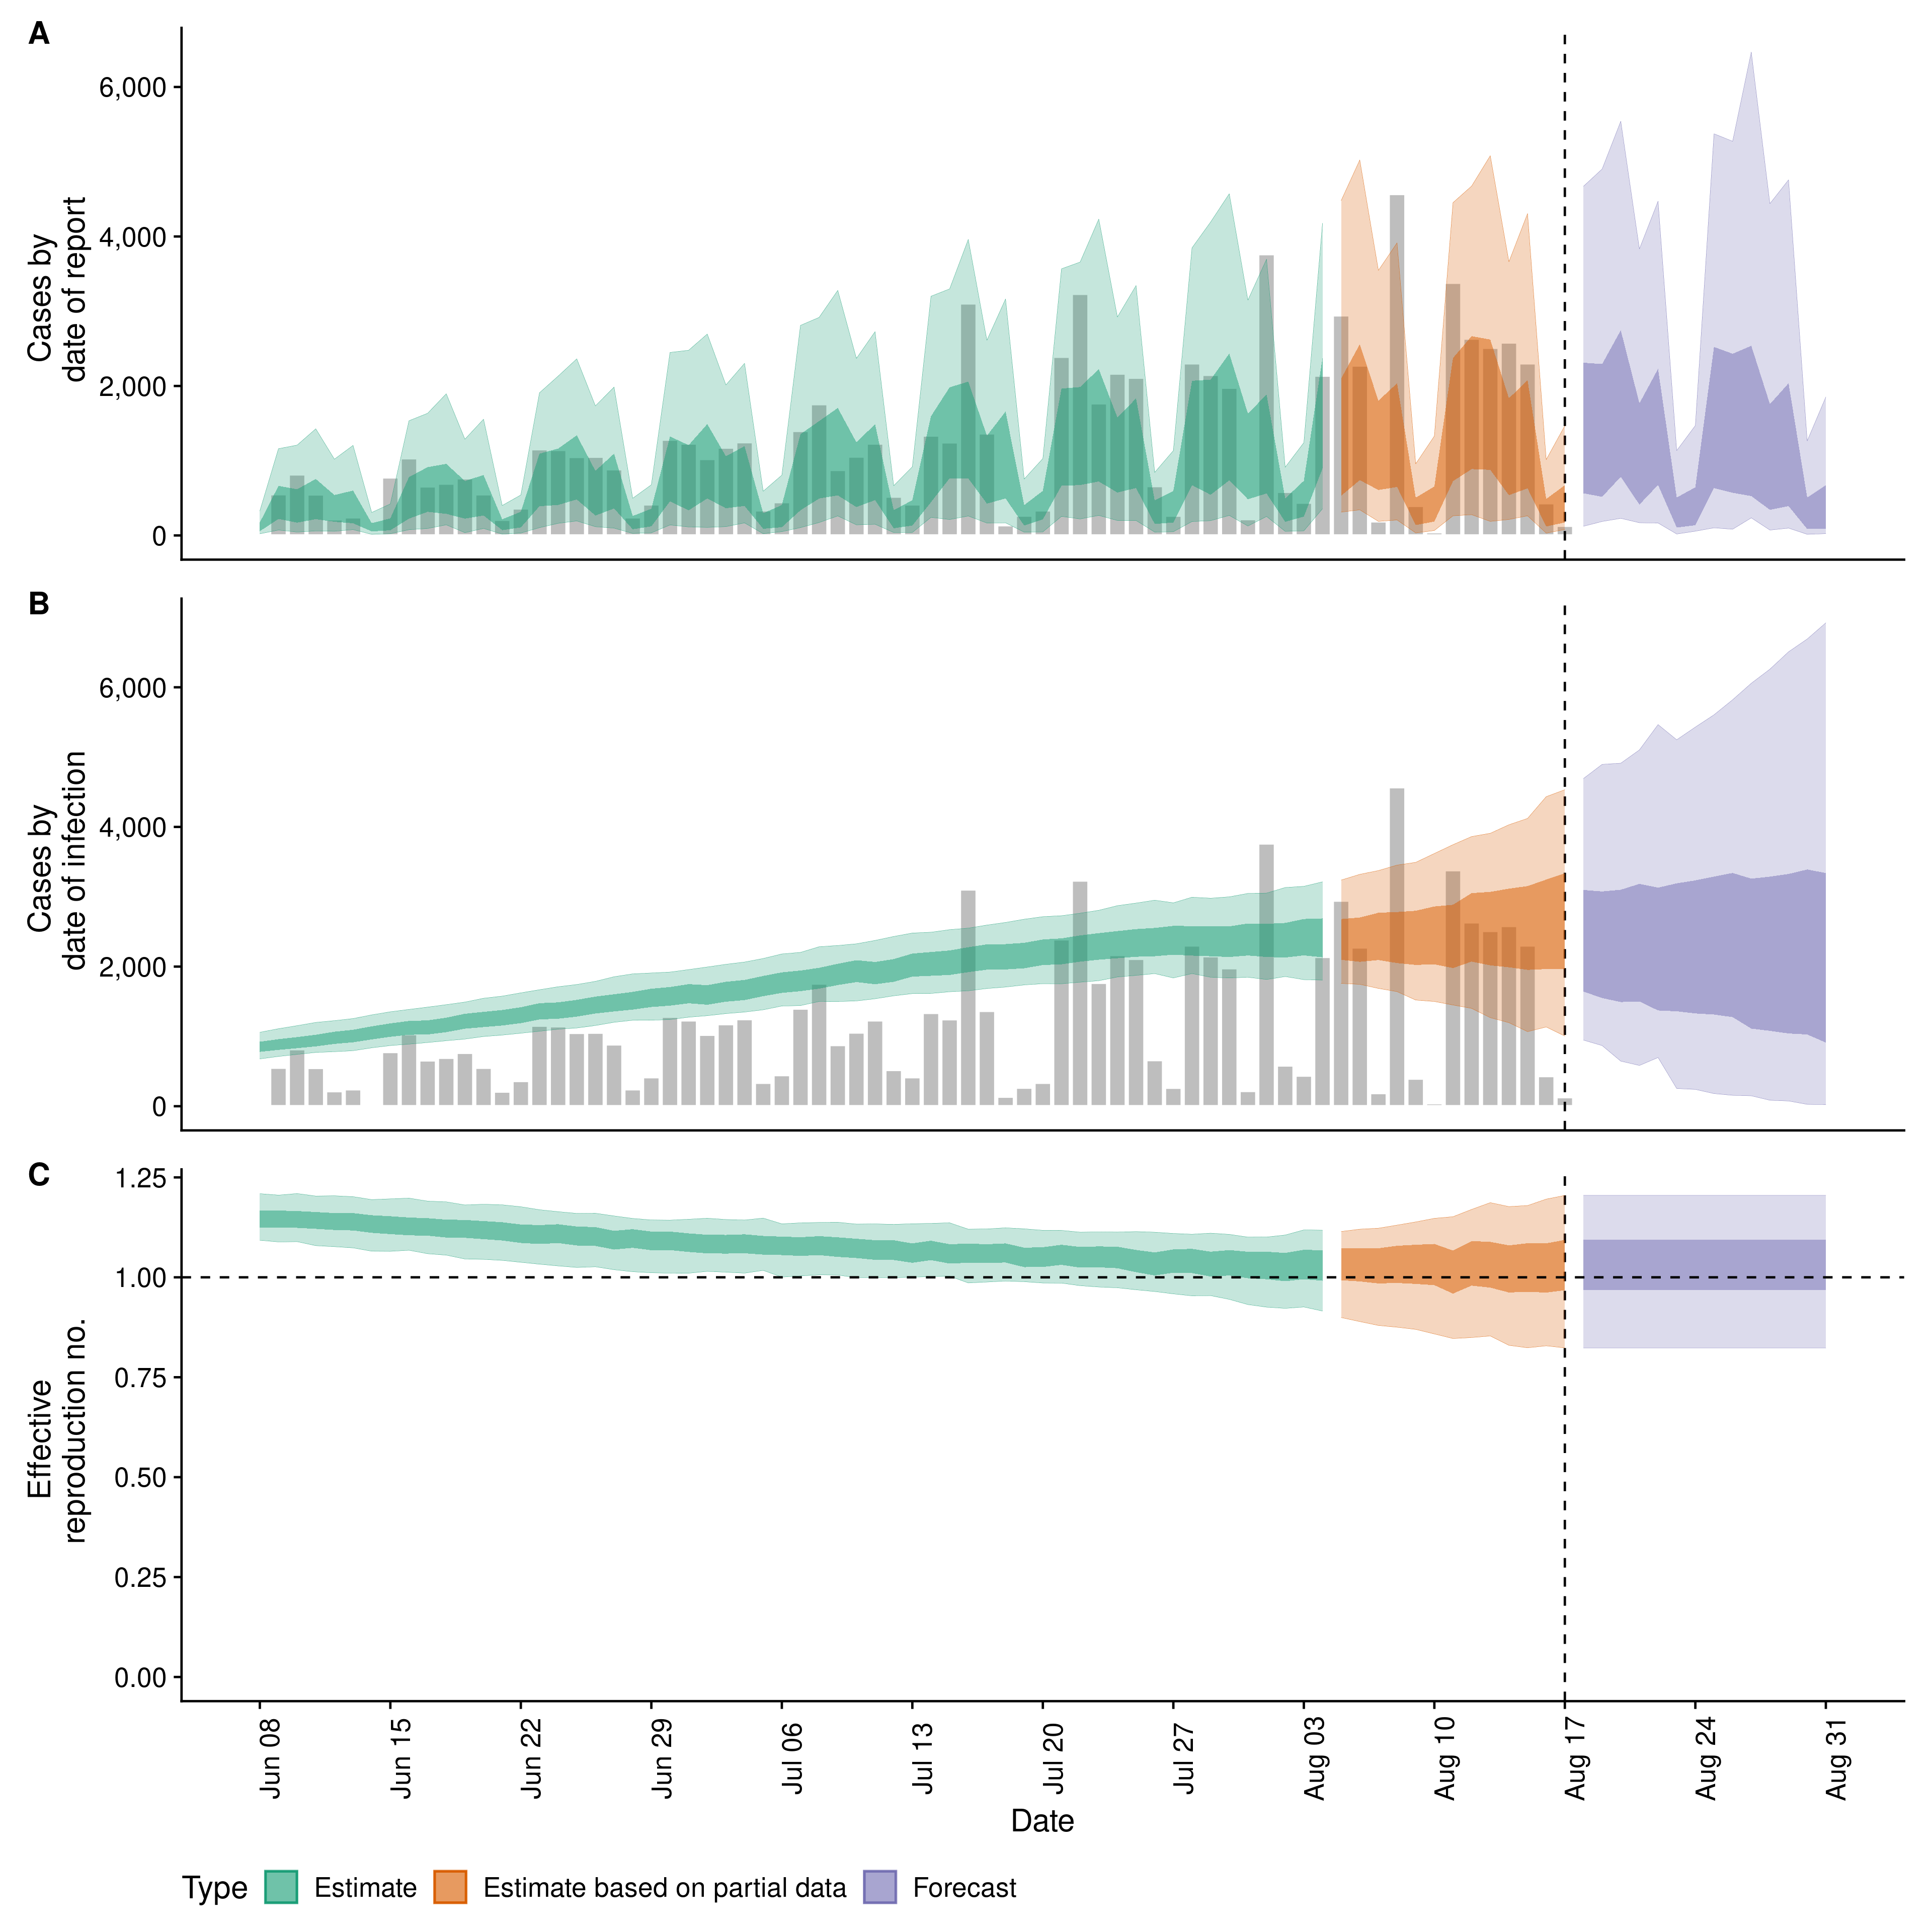 A
6,000
4,000
2,000
0
Cases by
date of report
B
6,000
4,000
2,000
0
Cases by
date of infection
C
1.25
1.00
0.75
0.50
0.25
0.00
Effective
reproduction no.
Jun 08
Jun 15
Jun 22
Jun 29
Jul 06
Jul 13
Jul 20
Jul 27
Aug 03
Aug 10
Aug 17
Aug 24
Aug 31
Date
Type Estimate Estimate based on partial data Forecast